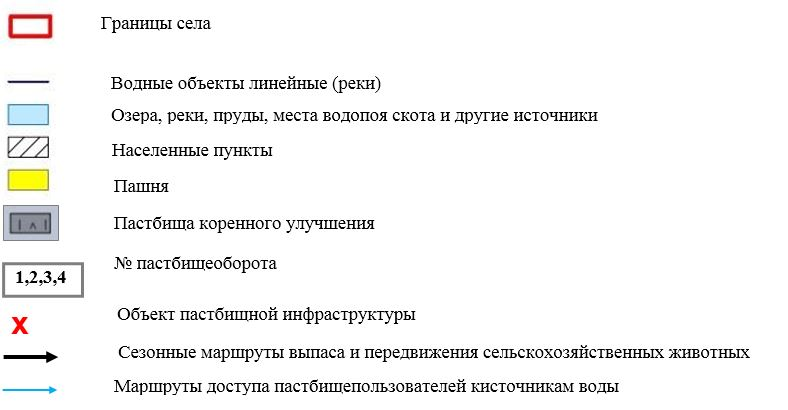 Границы села
Водные объекты линейные (реки)
Озера, реки, пруды, места водопоя скота и другие источники
Населенные пункты
Пашня
Пастбища коренного улучшения
1,2,3,4 № пастбищеоборота
X Объект пастбищной инфраструктуры
Сезонные маршруты выпаса и передвижения сельскохозяйственных животных
Маршруты доступа пастбищепользователей кисточникам воды